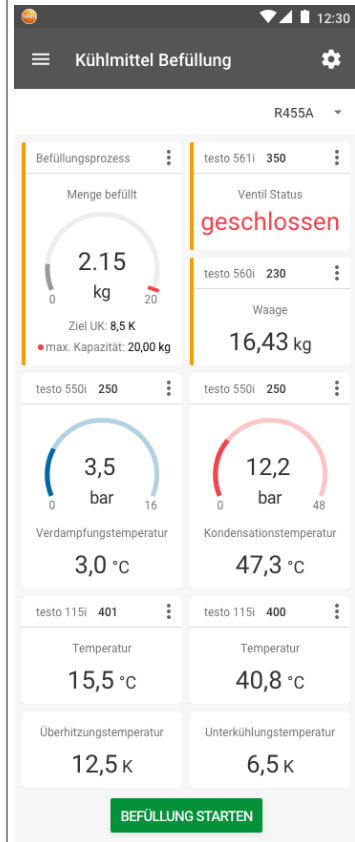 12:30
Kühlmittel Befüllung
R455A
Befüllungsprozess
Menge befüllt
2.15
kg
0 20
Ziel UK: 8,5 K
max. Kapazität: 20,00 kg
testo 561i 350
Ventil Status
geschlossen
testo 560i 230
Waage
16,43 kg
testo 550i 250
3,5
bar
0 16
Verdampfungstemperatur
3,0 °C
testo 550i 250
12,2
bar
0 48
Kondensationstemperatur
47,3 °C
testo 115i 401
Temperatur
15,5 °C
testo 115i 400
Temperatur
40,8 °C
Überhitzungstemperatur
12,5 K
Unterkühlungstemperatur
6,5 K
BEFÜLLUNG STARTEN